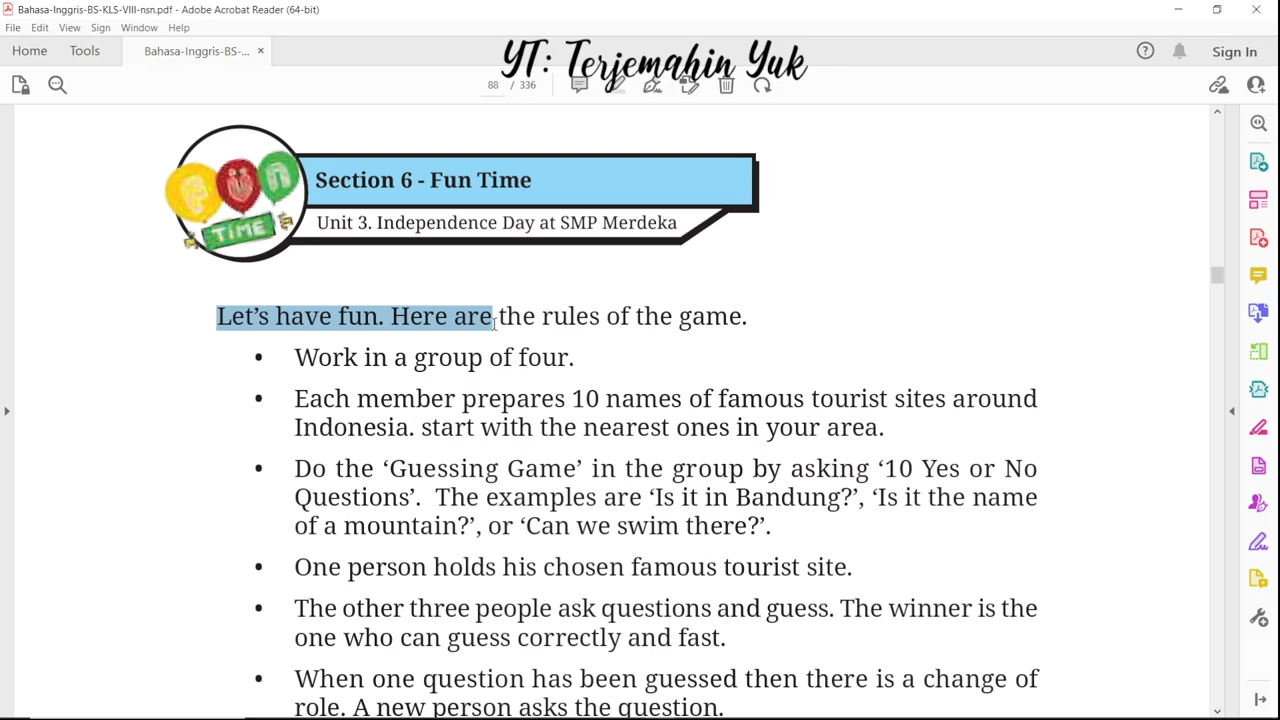 Bahasa-Inggris-BS-KLS-VIII-nsn.pdf - Adobe Acrobat Reader (64-bit)
File Edit View Sign Window Help
Home Tools Bahasa-Inggris-BS-... × Sign In
YT: Terjemahin Yuk
88 / 336
FUN
TIME
Section 6 - Fun Time
Unit 3. Independence Day at SMP Merdeka
Let’s have fun. Here are the rules of the game.
• Work in a group of four.
• Each member prepares 10 names of famous tourist sites around
Indonesia. start with the nearest ones in your area.
• Do the ‘Guessing Game’ in the group by asking ‘10 Yes or No
Questions’. The examples are ‘Is it in Bandung?’, ‘Is it the name
of a mountain?’, or ‘Can we swim there?’.
• One person holds his chosen famous tourist site.
• The other three people ask questions and guess. The winner is the
one who can guess correctly and fast.
• When one question has been guessed then there is a change of
role. A new person asks the question.